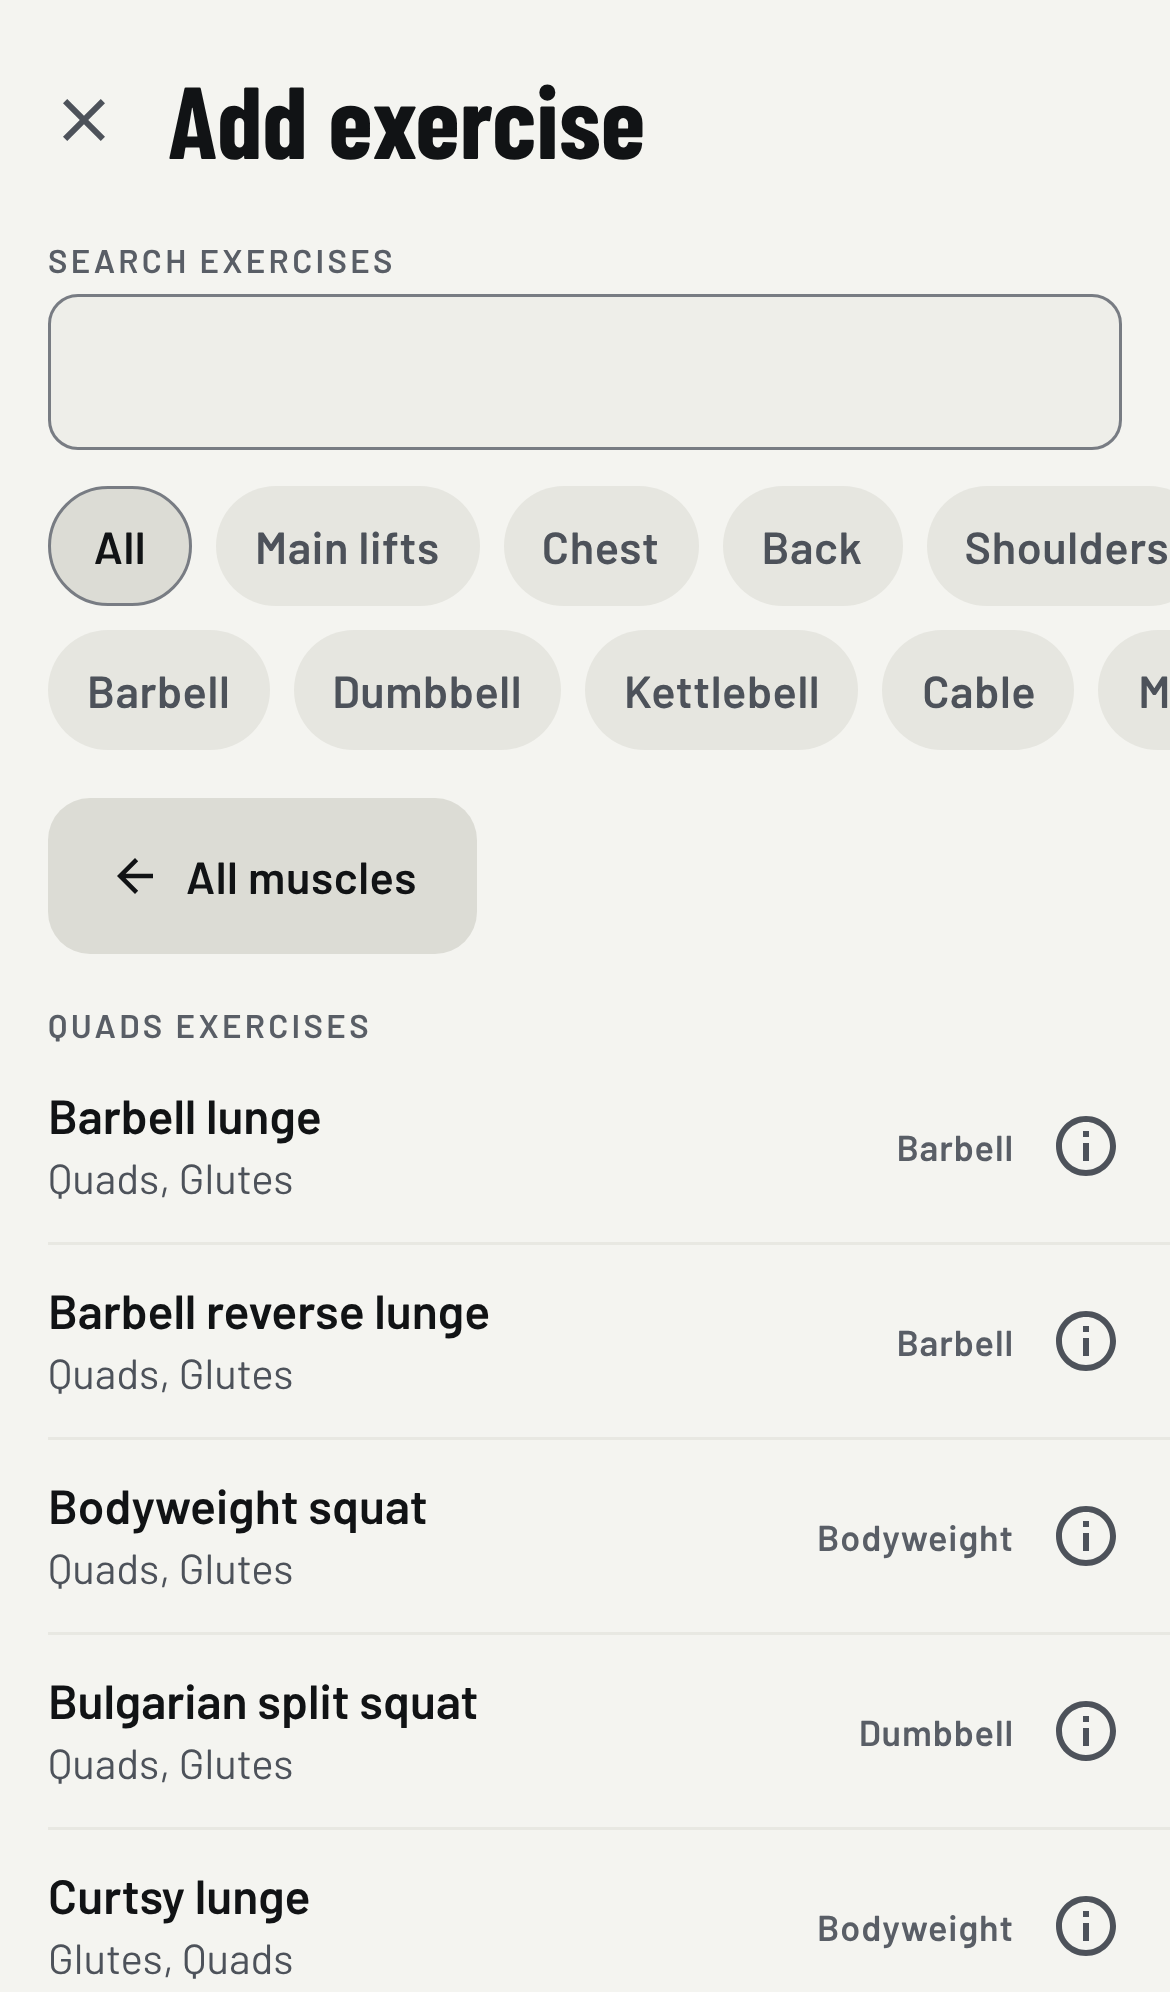 Add exercise
SEARCH EXERCISES
All Main lifts Chest Back Shoulders
Barbell Dumbbell Kettlebell Cable M
All muscles
QUADS EXERCISES
Barbell lunge
Quads, Glutes
Barbell
Barbell reverse lunge
Quads, Glutes
Barbell
Bodyweight squat
Quads, Glutes
Bodyweight
Bulgarian split squat
Quads, Glutes
Dumbbell
Curtsy lunge
Glutes, Quads
Bodyweight